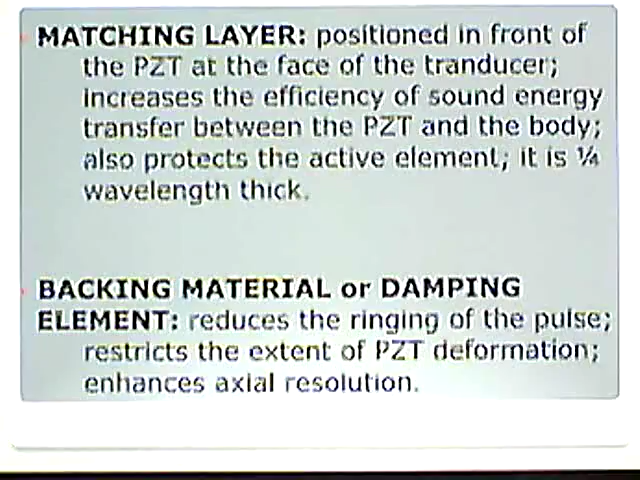 MATCHING LAYER: positioned in front of
the PZT at the face of the tranducer;
increases the efficiency of sound energy
transfer between the PZT and the body;
also protects the active element; it is ¼
wavelength thick.
BACKING MATERIAL or DAMPING
ELEMENT: reduces the ringing of the pulse;
restricts the extent of PZT deformation;
enhances axial resolution.